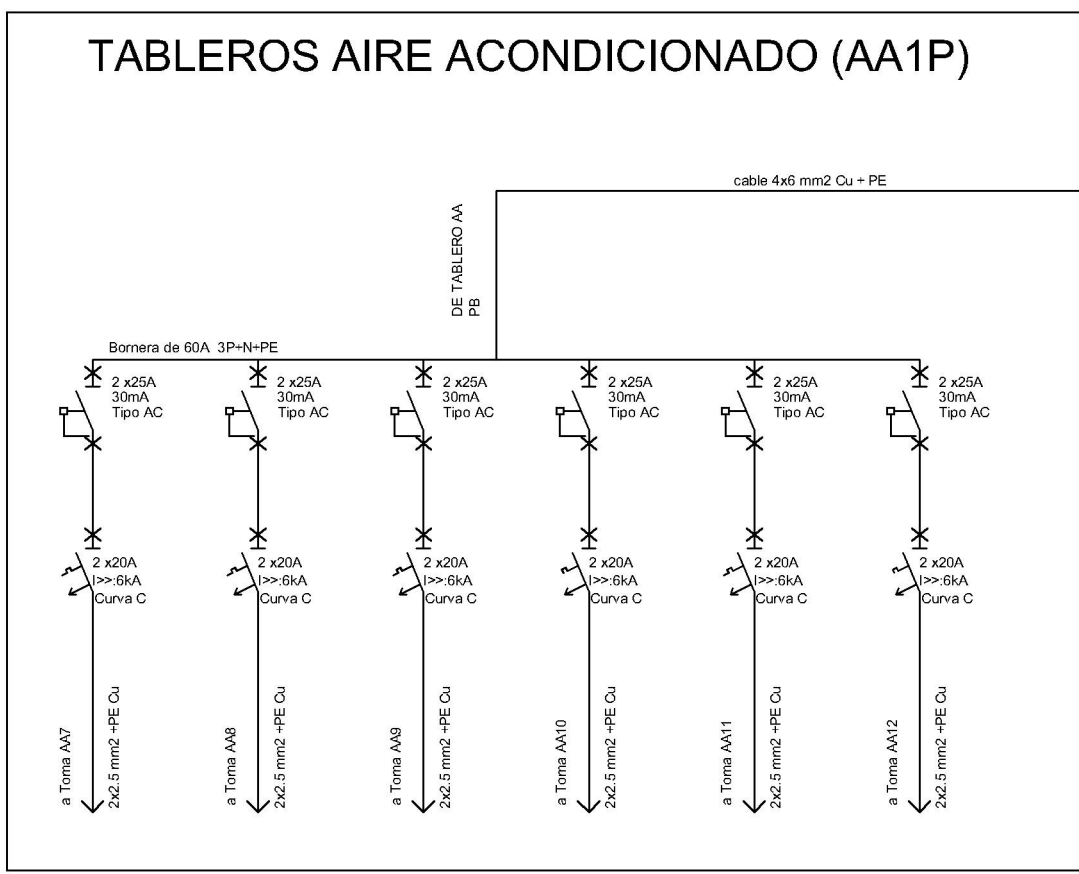 TABLEROS AIRE ACONDICIONADO (AA1P)
cable 4x6 mm2 Cu + PE
DE TABLERO AA
PB
Bornera de 60A 3P+N+PE
2 x25A
30mA
Tipo AC
2 x25A
30mA
Tipo AC
2 x25A
30mA
Tipo AC
2 x25A
30mA
Tipo AC
2 x25A
30mA
Tipo AC
2 x25A
30mA
Tipo AC
2 x20A
I>>:6kA
Curva C
2 x20A
I>>:6kA
Curva C
2 x20A
I>>:6kA
Curva C
2 x20A
I>>:6kA
Curva C
2 x20A
I>>:6kA
Curva C
2 x20A
I>>:6kA
Curva C
a Toma AA7
2x2.5 mm2 +PE Cu
a Toma AA8
2x2.5 mm2 +PE Cu
a Toma AA9
2x2.5 mm2 +PE Cu
a Toma AA10
2x2.5 mm2 +PE Cu
a Toma AA11
2x2.5 mm2 +PE Cu
a Toma AA12
2x2.5 mm2 +PE Cu